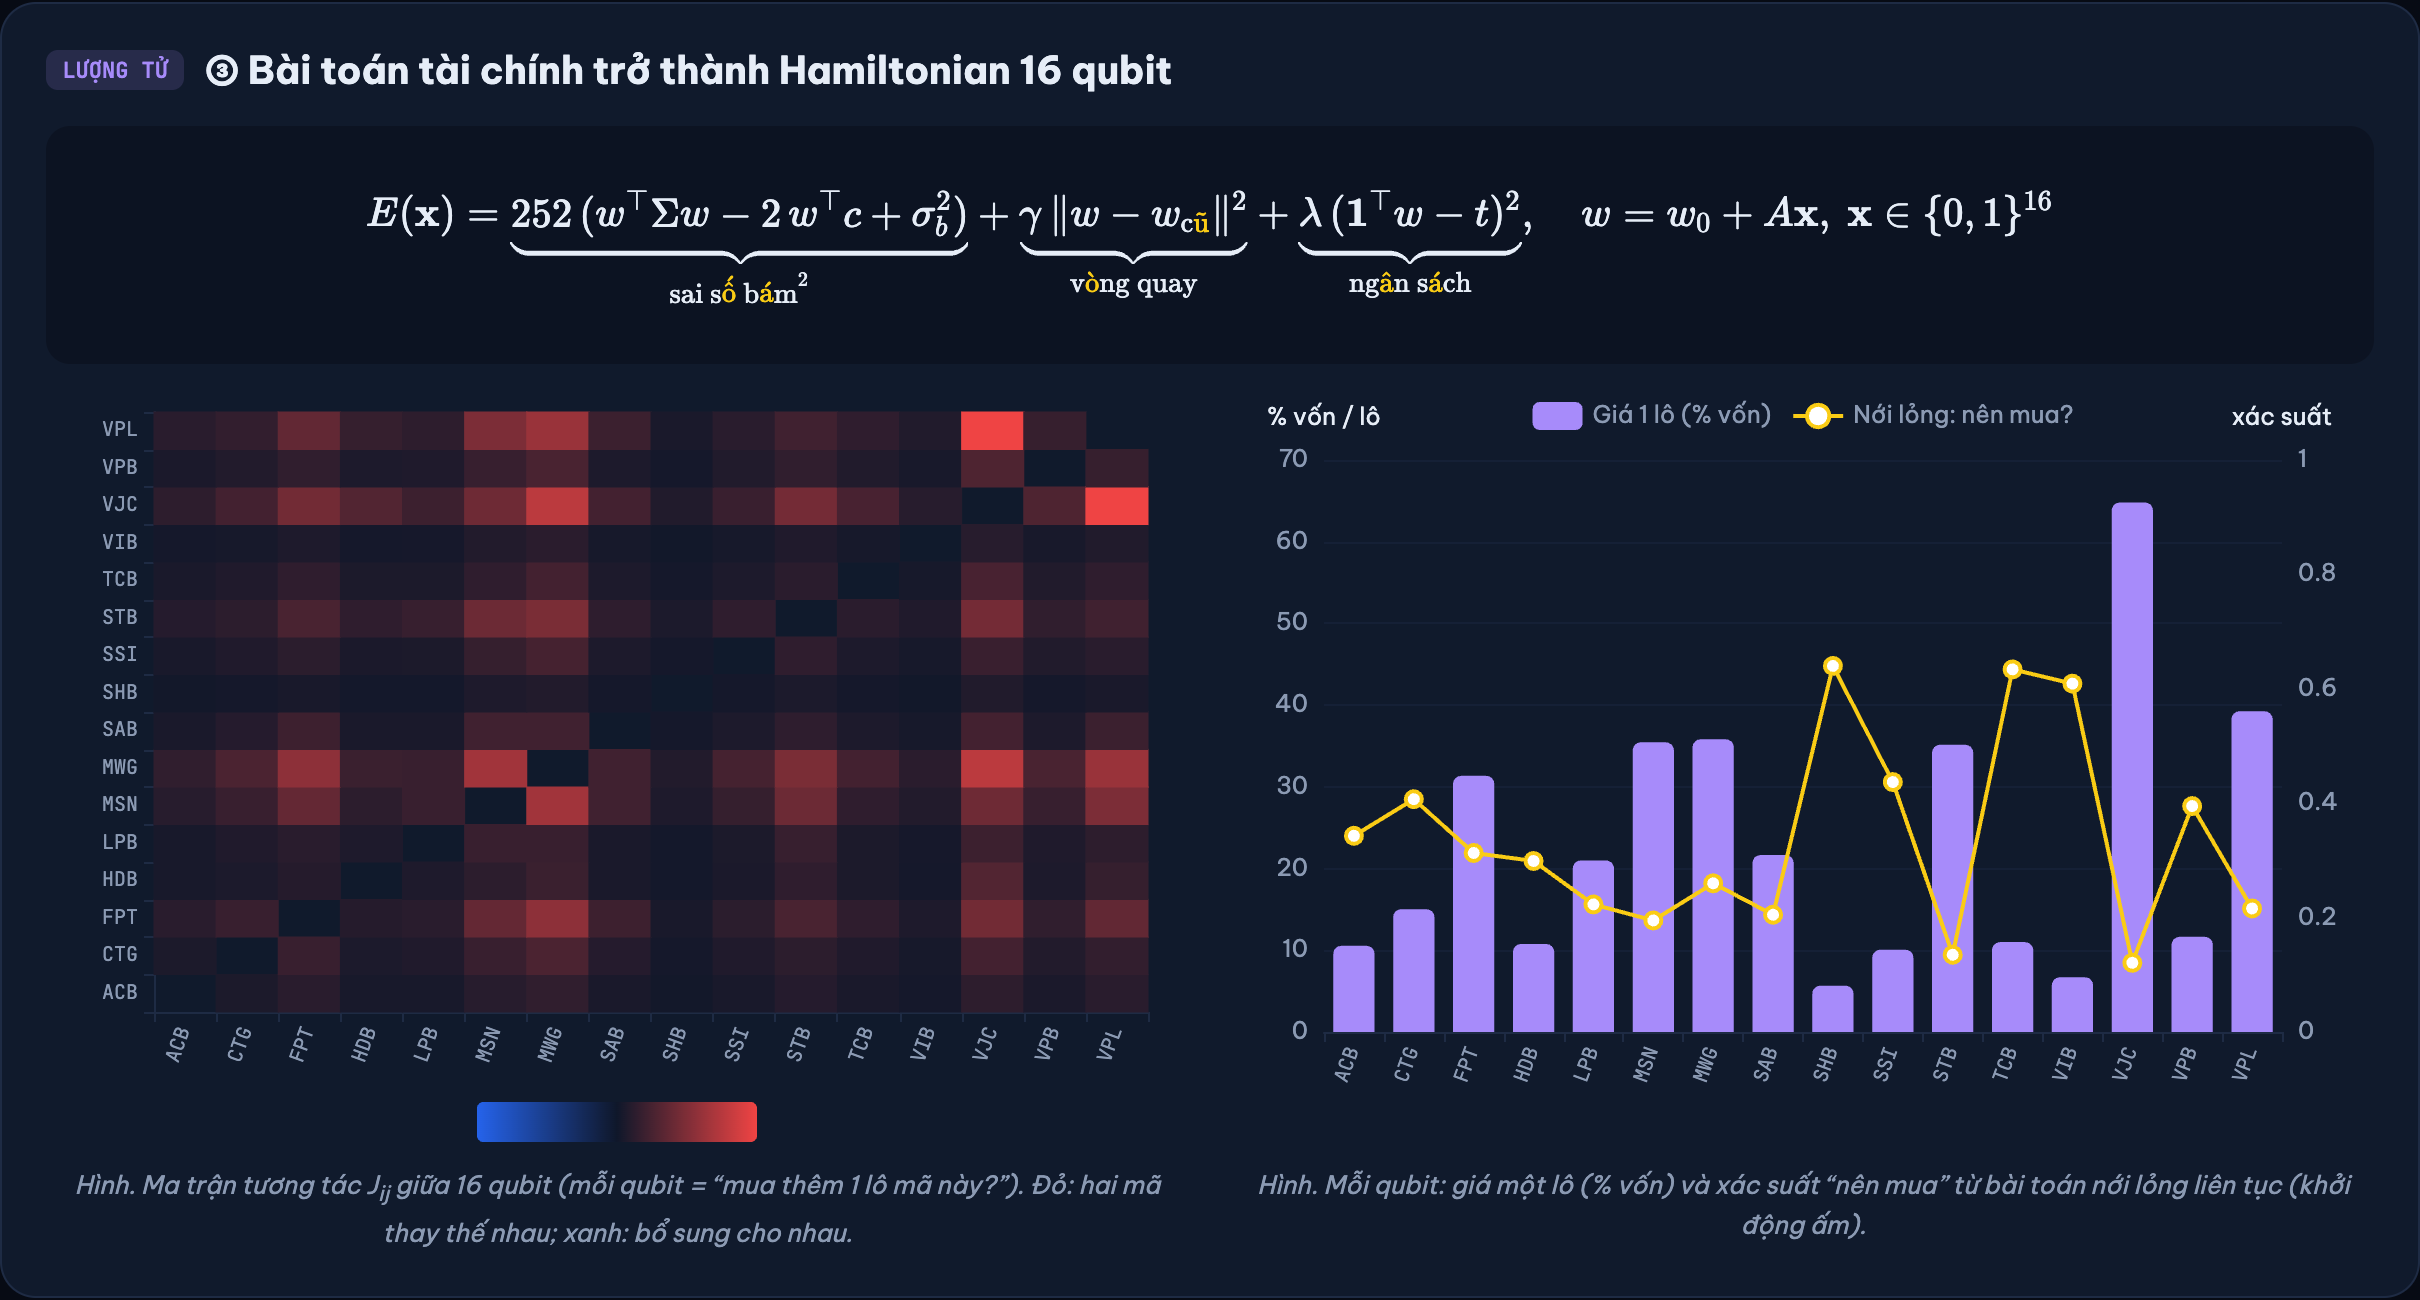 LƯỢNG TỬ ③ Bài toán tài chính trở thành Hamiltonian 16 qubit
E(x) = 252 (w⊤Σw − 2 w⊤c + σ_b²) + γ ‖w − w_cũ‖² + λ (1⊤w − t)², w = w₀ + Ax, x ∈ {0, 1}¹⁶
sai số bám² vòng quay ngân sách
VPL
VPB
VJC
VIB
TCB
STB
SSI
SHB
SAB
MWG
MSN
LPB
HDB
FPT
CTG
ACB
ACB CTG FPT HDB LPB MSN MWG SAB SHB SSI STB TCB VIB VJC VPB VPL
Hình. Ma trận tương tác J_ij giữa 16 qubit (mỗi qubit = “mua thêm 1 lô mã này?”). Đỏ: hai mã
thay thế nhau; xanh: bổ sung cho nhau.
% vốn / lô Giá 1 lô (% vốn) Nới lỏng: nên mua? xác suất
70 1
60
0.8
50
0.6
40
30 0.4
20
0.2
10
0 0
ACB CTG FPT HDB LPB MSN MWG SAB SHB SSI STB TCB VIB VJC VPB VPL
Hình. Mỗi qubit: giá một lô (% vốn) và xác suất “nên mua” từ bài toán nới lỏng liên tục (khởi
động ấm).